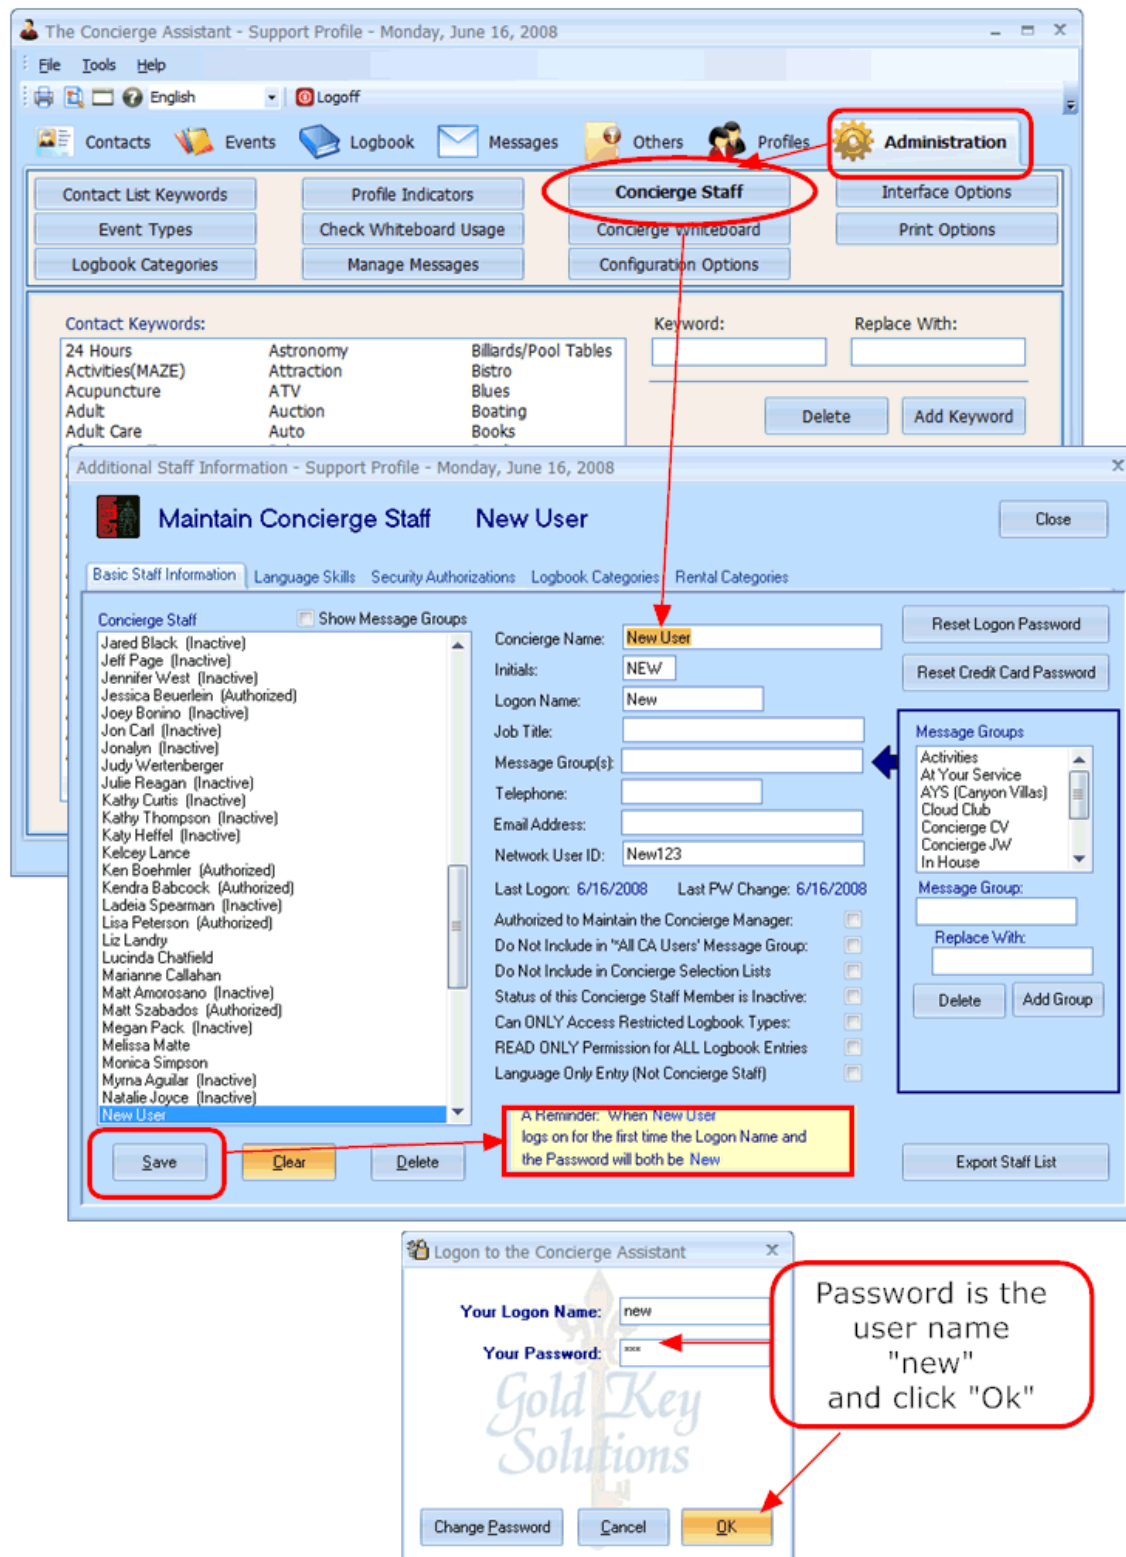 The Concierge Assistant - Support Profile - Monday, June 16, 2008
File Tools Help
English Logoff
Contacts Events Logbook Messages Others Profiles Administration
Contact List Keywords Profile Indicators Concierge Staff Interface Options
Event Types Check Whiteboard Usage Concierge Whiteboard Print Options
Logbook Categories Manage Messages Configuration Options
Contact Keywords: Keyword: Replace With:
24 Hours Astronomy Billiards/Pool Tables
Activities(MAZE) Attraction Bistro
Acupuncture ATV Blues
Adult Auction Boating
Adult Care Auto Books
Delete Add Keyword
Additional Staff Information - Support Profile - Monday, June 16, 2008
Maintain Concierge Staff New User
Close
Basic Staff Information Language Skills Security Authorizations Logbook Categories Rental Categories
Concierge Staff Show Message Groups
Jared Black (Inactive)
Jeff Page (Inactive)
Jennifer West (Inactive)
Jessica Beuerlein (Authorized)
Joey Bonino (Inactive)
Jon Carl (Inactive)
Jonalyn (Inactive)
Judy Wertenberger
Julie Reagan (Inactive)
Kathy Curtis (Inactive)
Kathy Thompson (Inactive)
Katy Heffel (Inactive)
Kelcey Lance
Ken Boehmler (Authorized)
Kendra Babcock (Authorized)
Ladeia Spearman (Inactive)
Lisa Peterson (Authorized)
Liz Landry
Lucinda Chatfield
Marianne Callahan
Matt Amorosano (Inactive)
Matt Szabados (Authorized)
Megan Pack (Inactive)
Melissa Matte
Monica Simpson
Myrna Aguilar (Inactive)
Natalie Joyce (Inactive)
New User
Save Clear Delete
Concierge Name: New User
Initials: NEW
Logon Name: New
Job Title:
Message Group(s):
Telephone:
Email Address:
Network User ID: New123
Last Logon: 6/16/2008 Last PW Change: 6/16/2008
Authorized to Maintain the Concierge Manager:
Do Not Include in "All CA Users' Message Group:
Do Not Include in Concierge Selection Lists
Status of this Concierge Staff Member is Inactive:
Can ONLY Access Restricted Logbook Types:
READ ONLY Permission for ALL Logbook Entries
Language Only Entry (Not Concierge Staff)
A Reminder: When New User
logs on for the first time the Logon Name and
the Password will both be New
Reset Logon Password
Reset Credit Card Password
Message Groups
Activities
At Your Service
AYS (Canyon Villas)
Cloud Club
Concierge CV
Concierge JW
In House
Message Group:
Replace With:
Delete Add Group
Export Staff List
Logon to the Concierge Assistant
Your Logon Name: new
Your Password: ***
Gold Key
Solutions
Change Password Cancel OK
Password is the
user name
"new"
and click "Ok"